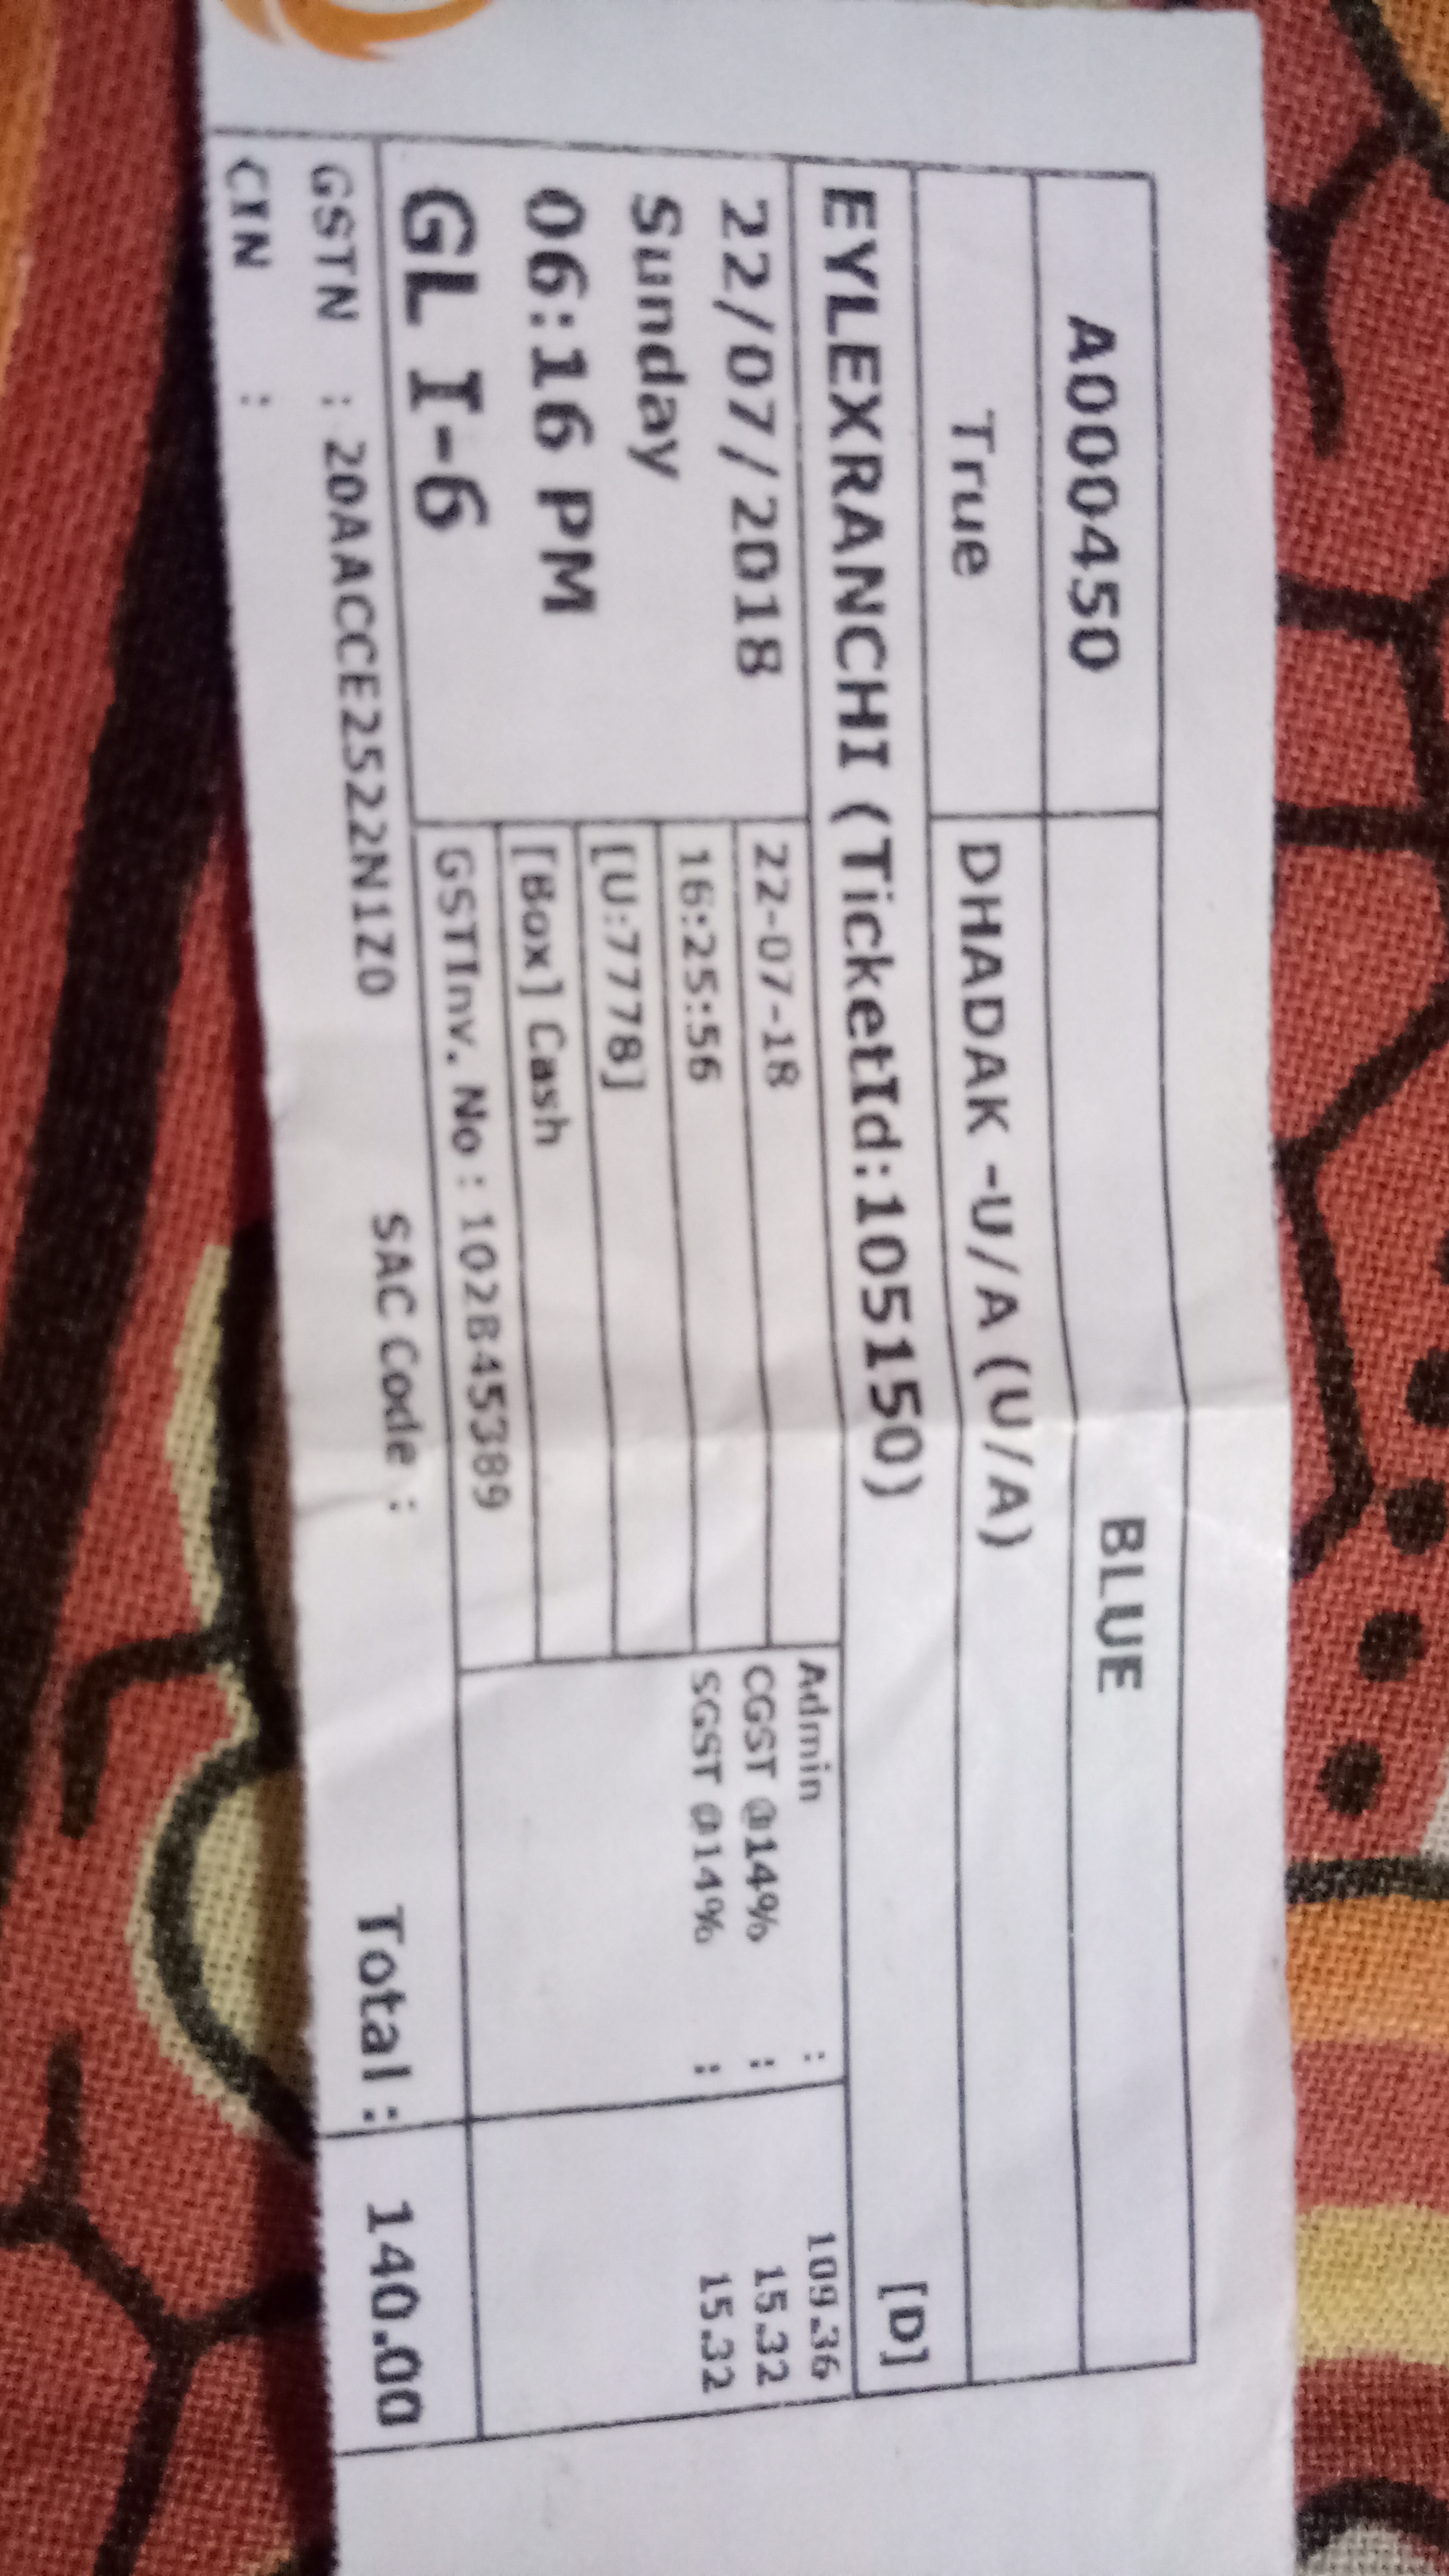 A000450 BLUE
True DHADAK -U/A (U/A)
EYLEXRANCHI (TicketId:105150) [D]
22/07/2018 22-07-18 Admin : 109.36
Sunday 16:25:56 CGST @14% : 15.32
06:16 PM [U:7778] SGST @14% : 15.32
[Box] Cash
GL I-6 GSTInv. No : 102B45389
GSTN : 20AACCE2522N1Z0 SAC Code : Total : 140.00
CIN :